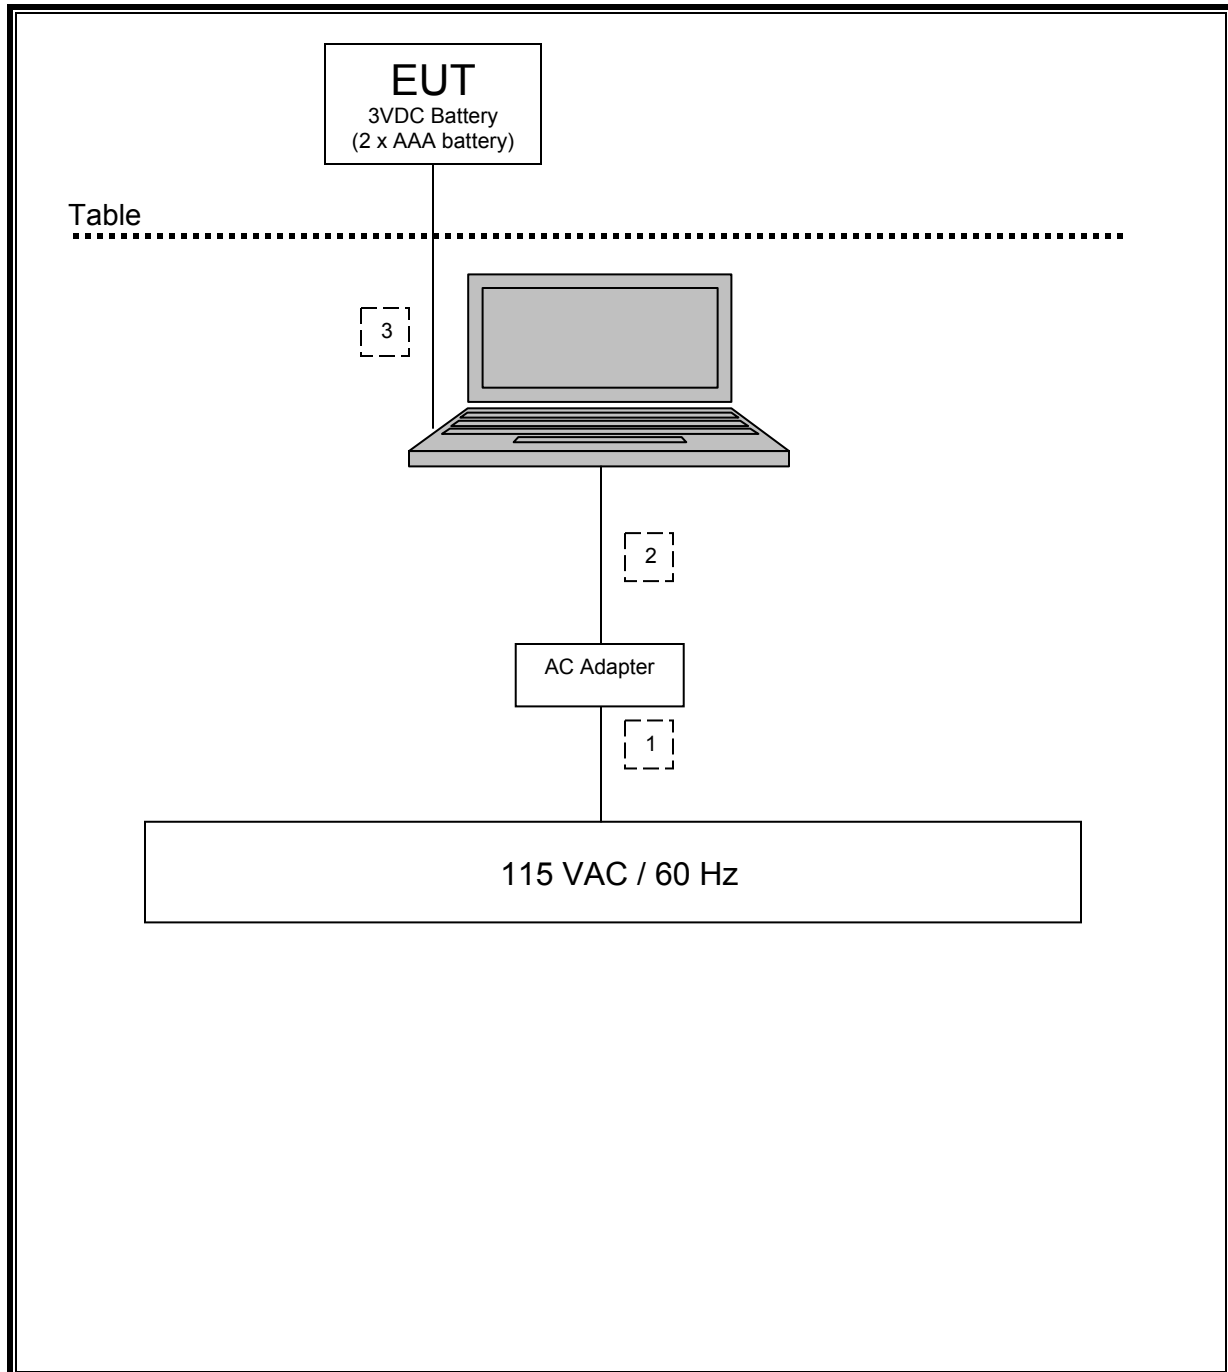 EUT
3VDC Battery
(2 x AAA battery)
Table
3
2
AC Adapter
1
115 VAC / 60 Hz